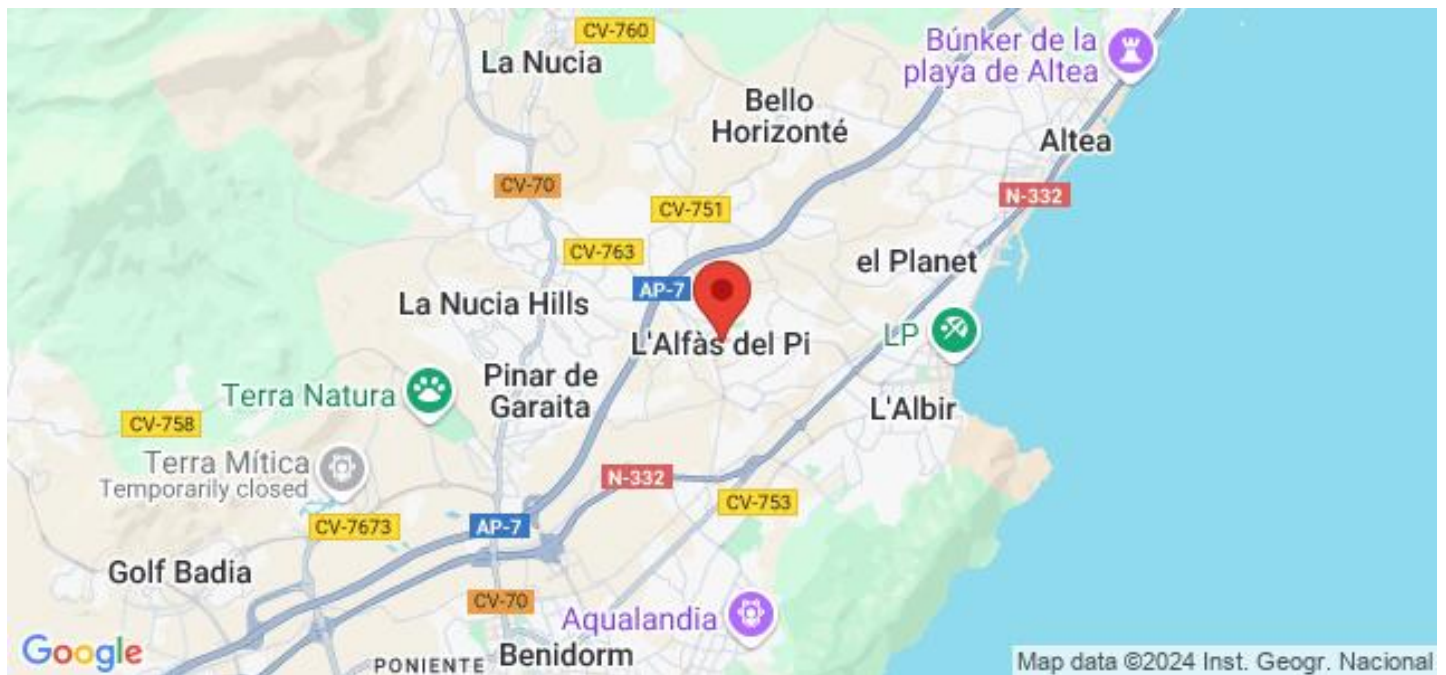 CV-760
La Nucia
Búnker de la
playa de Altea
Bello
Horizonté
Altea
CV-70
N-332
CV-751
CV-763
el Planet
AP-7
La Nucia Hills
L'Alfàs del Pi
LP
Pinar de
Garaita
Terra Natura
L'Albir
CV-758
Terra Mítica
Temporarily closed
N-332
CV-753
CV-7673
AP-7
Golf Badia
CV-70
Aqualandia
Google
PONIENTE
Benidorm
Map data ©2024 Inst. Geogr. Nacional